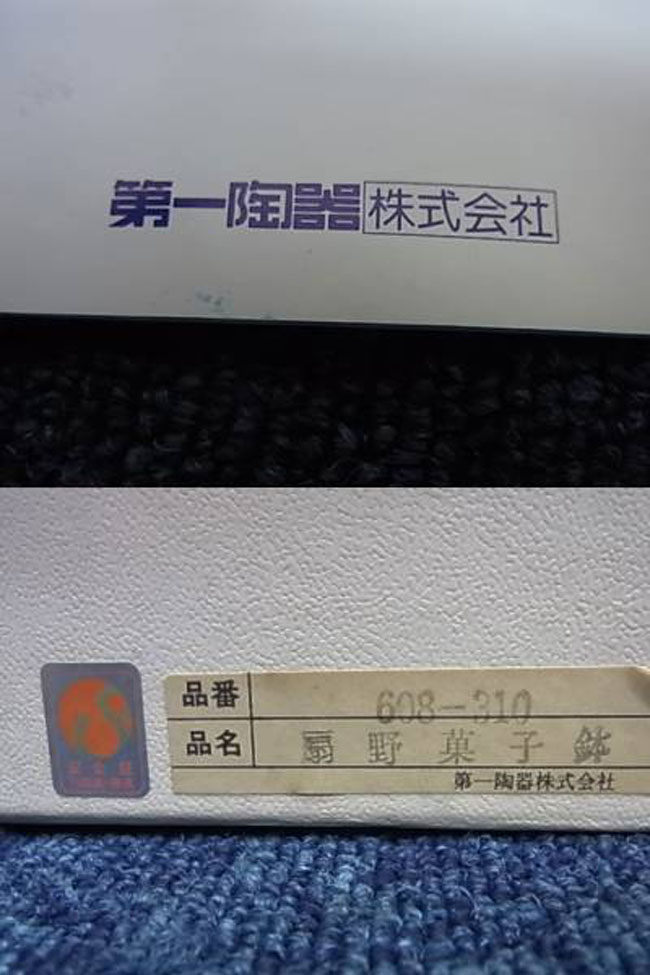 第一陶器株式会社
品番 608-310
品名 扇野菓子鉢
第一陶器株式会社